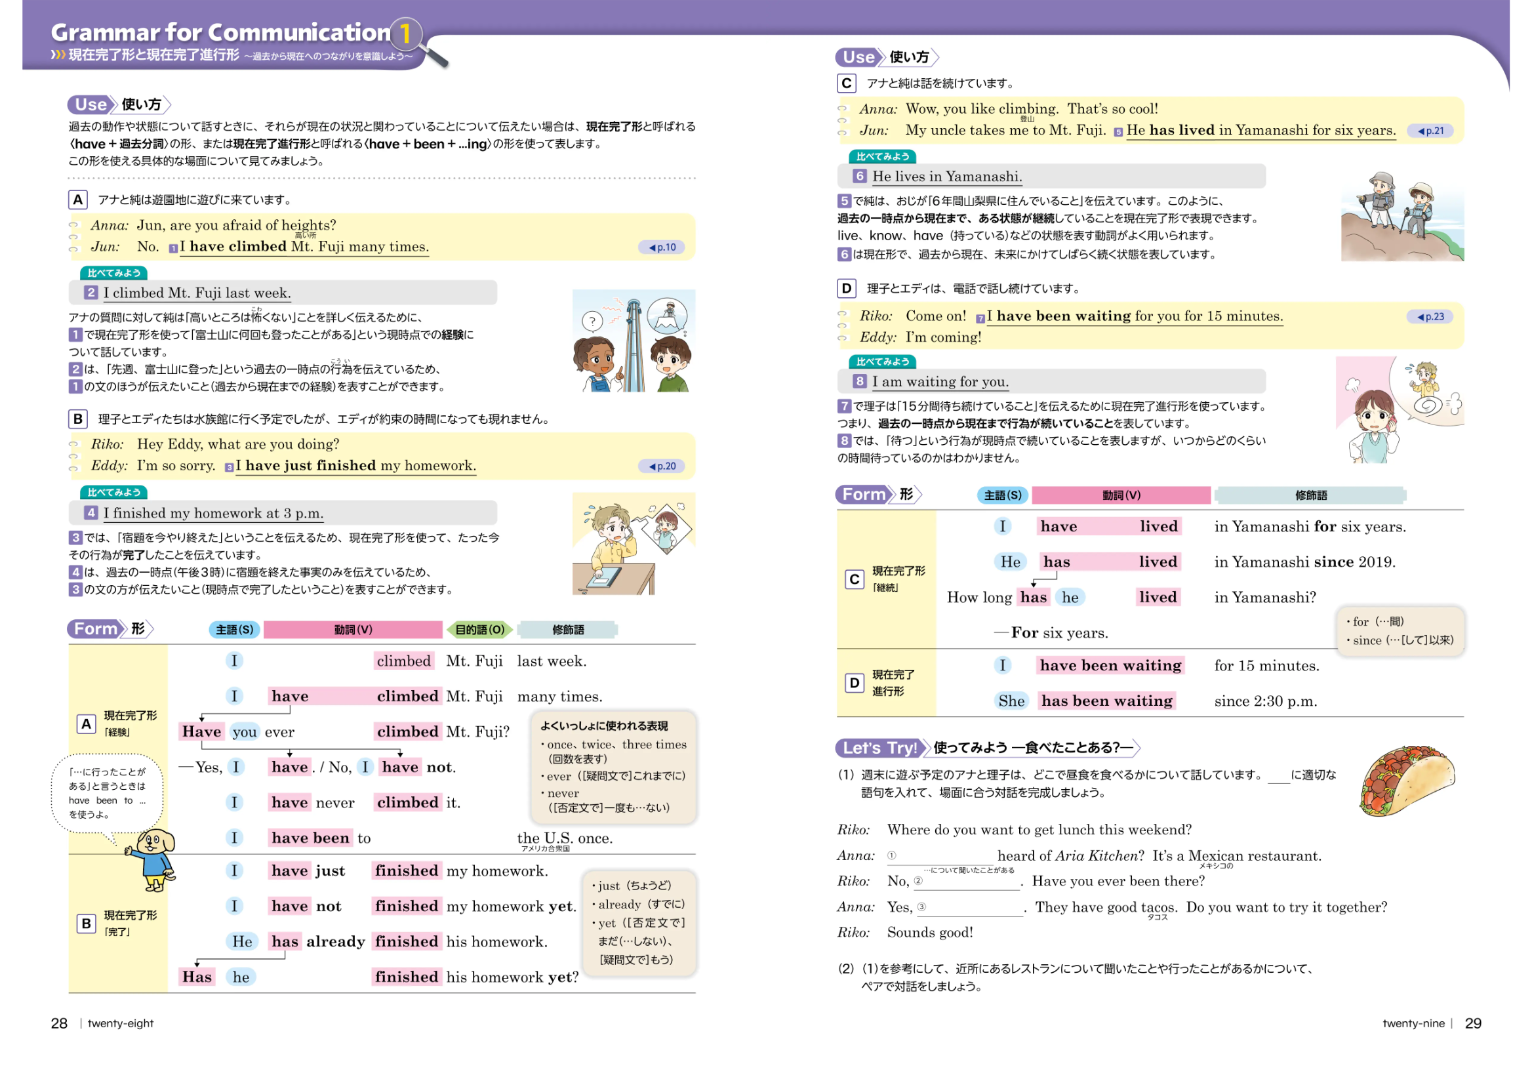 Grammar for Communication 1
現在完了形と現在完了進行形 〜過去から現在へのつながりを意識しよう〜
Use 使い方
過去の動作や状態について話すときに、それらが現在の状況と関わっていることについて伝えたい場合は、現在完了形と呼ばれる
〈have + 過去分詞〉の形、または現在完了進行形と呼ばれる〈have + been + ...ing〉の形を使って表します。
この形を使える具体的な場面について見てみましょう。
A アナと純は遊園地に遊びに来ています。
Anna: Jun, are you afraid of heights?
高い所
Jun: No. 1 I have climbed Mt. Fuji many times. ◀p.10
比べてみよう
2 I climbed Mt. Fuji last week.
アナの質問に対して純は「高いところは怖くない」ことを詳しく伝えるために、
こわ
1で現在完了形を使って「富士山に何回も登ったことがある」という現時点での経験に
ついて話しています。
2は、「先週、富士山に登った」という過去の一時点の行為を伝えているため、
こうい
1の文のほうが伝えたいこと(過去から現在までの経験)を表すことができます。
?
B 理子とエディたちは水族館に行く予定でしたが、エディが約束の時間になっても現れません。
Riko: Hey Eddy, what are you doing?
Eddy: I'm so sorry. 3 I have just finished my homework. ◀p.20
比べてみよう
4 I finished my homework at 3 p.m.
3では、「宿題を今やり終えた」ということを伝えるため、現在完了形を使って、たった今
その行為が完了したことを伝えています。
4は、過去の一時点(午後3時)に宿題を終えた事実のみを伝えているため、
3の文の方が伝えたいこと(現時点で完了したということ)を表すことができます。
Form 形 主語(S) 動詞(V) 目的語(O) 修飾語
A 現在完了形「経験」
I climbed Mt. Fuji last week.
I have climbed Mt. Fuji many times.
Have you ever climbed Mt. Fuji?
—Yes, I have. / No, I have not.
I have never climbed it.
I have been to the U.S. once.
アメリカ合衆国
よくいっしょに使われる表現
・once、twice、three times
(回数を表す)
・ever([疑問文で]これまでに)
・never
([否定文で]一度も…ない)
「…に行ったことが
ある」と言うときは
have been to ...
を使うよ。
B 現在完了形「完了」
I have just finished my homework.
I have not finished my homework yet.
He has already finished his homework.
Has he finished his homework yet?
・just(ちょうど)
・already(すでに)
・yet([否定文で]
まだ(…しない)、
[疑問文で]もう)
28 | twenty-eight
Use 使い方
C アナと純は話を続けています。
Anna: Wow, you like climbing. That's so cool!
登山
Jun: My uncle takes me to Mt. Fuji. 5 He has lived in Yamanashi for six years. ◀p.21
比べてみよう
6 He lives in Yamanashi.
5で純は、おじが「6年間山梨県に住んでいること」を伝えています。このように、
過去の一時点から現在まで、ある状態が継続していることを現在完了形で表現できます。
live、know、have(持っている)などの状態を表す動詞がよく用いられます。
6は現在形で、過去から現在、未来にかけてしばらく続く状態を表しています。
D 理子とエディは、電話で話し続けています。
Riko: Come on! 7 I have been waiting for you for 15 minutes. ◀p.23
Eddy: I'm coming!
比べてみよう
8 I am waiting for you.
7で理子は「15分間待ち続けていること」を伝えるために現在完了進行形を使っています。
つまり、過去の一時点から現在まで行為が続いていることを表しています。
8では、「待つ」という行為が現時点で続いていることを表しますが、いつからどのくらい
の時間待っているのかはわかりません。
Form 形 主語(S) 動詞(V) 修飾語
C 現在完了形「継続」
I have lived in Yamanashi for six years.
He has lived in Yamanashi since 2019.
How long has he lived in Yamanashi?
—For six years.
・for(…間)
・since(…[して]以来)
D 現在完了進行形
I have been waiting for 15 minutes.
She has been waiting since 2:30 p.m.
Let's Try! 使ってみよう —食べたことある?—
(1)週末に遊ぶ予定のアナと理子は、どこで昼食を食べるかについて話しています。___に適切な
語句を入れて、場面に合う対話を完成しましょう。
Riko: Where do you want to get lunch this weekend?
Anna: ①__________ heard of Aria Kitchen? It's a Mexican restaurant.
…について聞いたことがある メキシコの
Riko: No, ②__________. Have you ever been there?
Anna: Yes, ③__________. They have good tacos. Do you want to try it together?
タコス
Riko: Sounds good!
(2)(1)を参考にして、近所にあるレストランについて聞いたことや行ったことがあるかについて、
ペアで対話をしましょう。
twenty-nine | 29